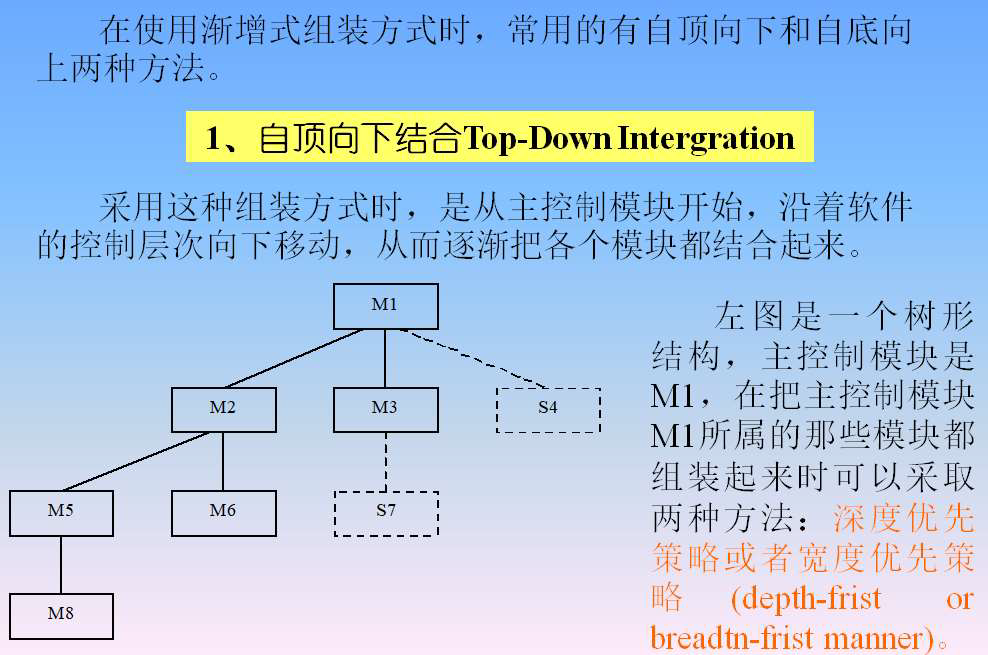 在使用渐增式组装方式时，常用的有自顶向下和自底向
上两种方法。
1、自顶向下结合Top-Down Intergration
采用这种组装方式时，是从主控制模块开始，沿着软件
的控制层次向下移动，从而逐渐把各个模块都结合起来。
M1
M2
M3
S4
M5
M6
S7
M8
左图是一个树形
结构，主控制模块是
M1，在把主控制模块
M1所属的那些模块都
组装起来时可以采取
两种方法：深度优先
策略或者宽度优先策
略 (depth-frist or
breadtn-frist manner)。